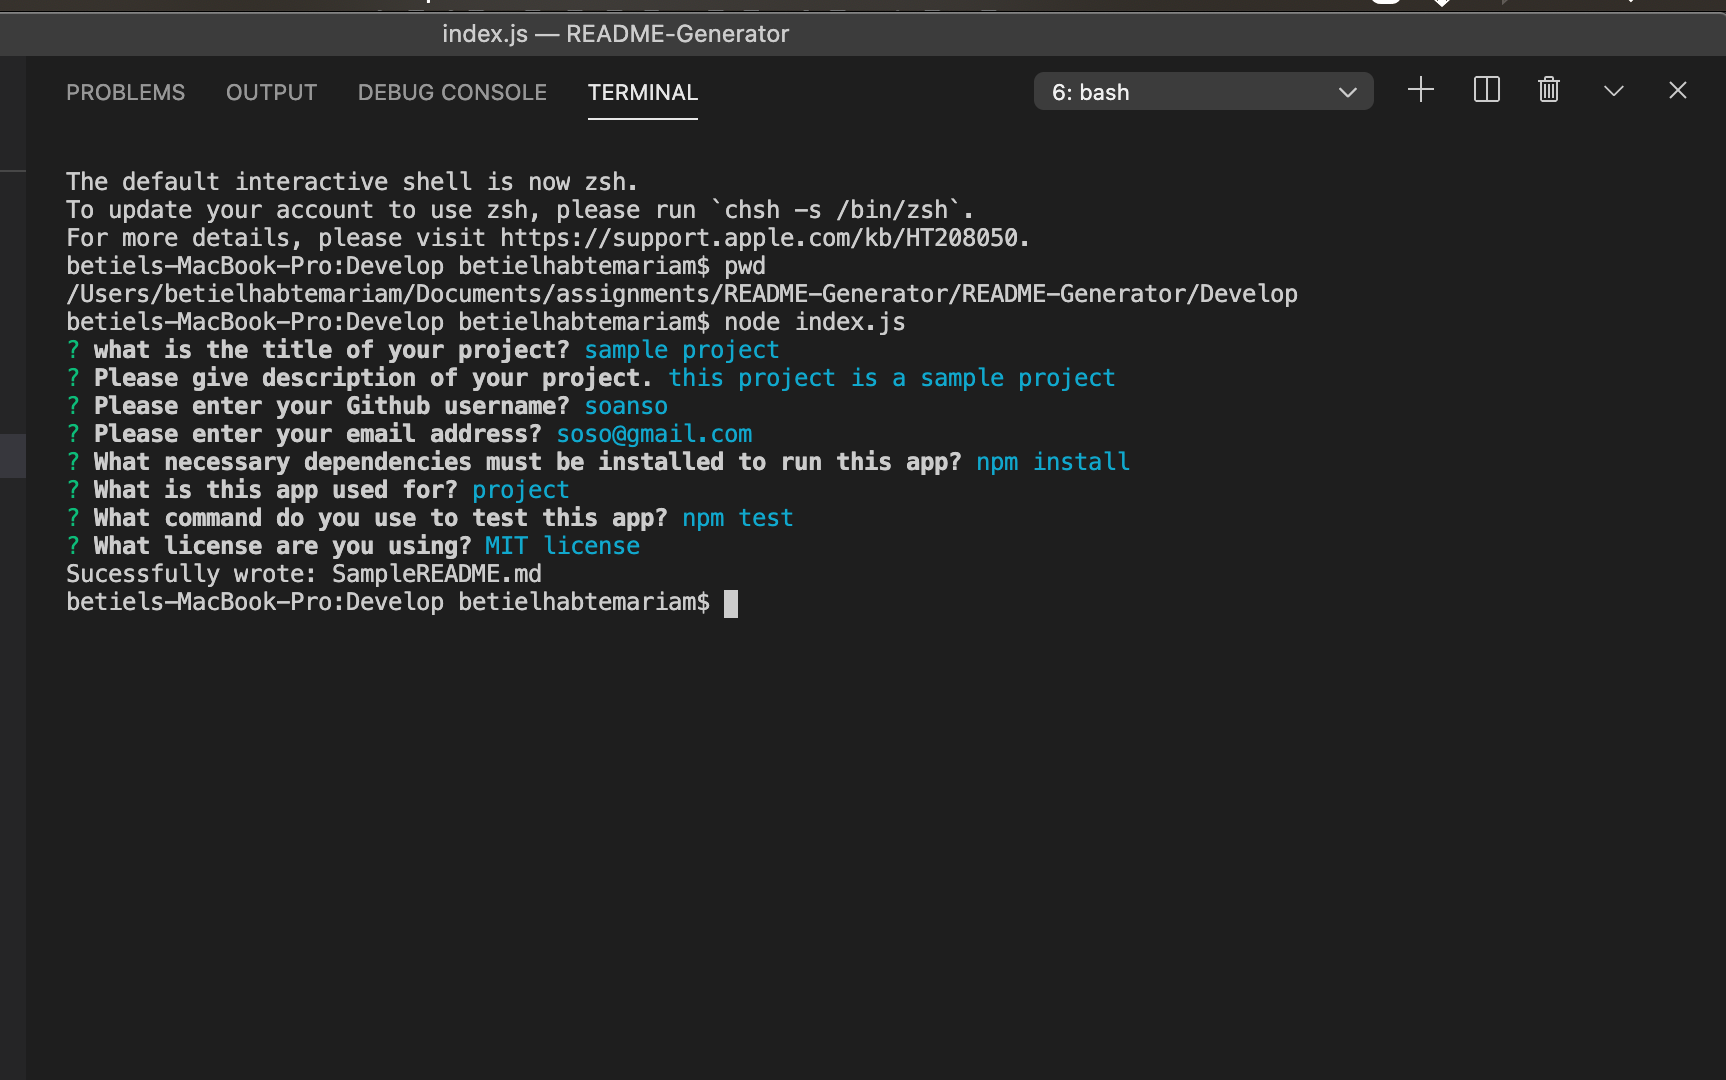 index.js — README-Generator
PROBLEMS OUTPUT DEBUG CONSOLE TERMINAL 6: bash
The default interactive shell is now zsh.
To update your account to use zsh, please run `chsh -s /bin/zsh`.
For more details, please visit https://support.apple.com/kb/HT208050.
betiels-MacBook-Pro:Develop betielhabtemariam$ pwd
/Users/betielhabtemariam/Documents/assignments/README-Generator/README-Generator/Develop
betiels-MacBook-Pro:Develop betielhabtemariam$ node index.js
? what is the title of your project? sample project
? Please give description of your project. this project is a sample project
? Please enter your Github username? soanso
? Please enter your email address? soso@gmail.com
? What necessary dependencies must be installed to run this app? npm install
? What is this app used for? project
? What command do you use to test this app? npm test
? What license are you using? MIT license
Sucessfully wrote: SampleREADME.md
betiels-MacBook-Pro:Develop betielhabtemariam$